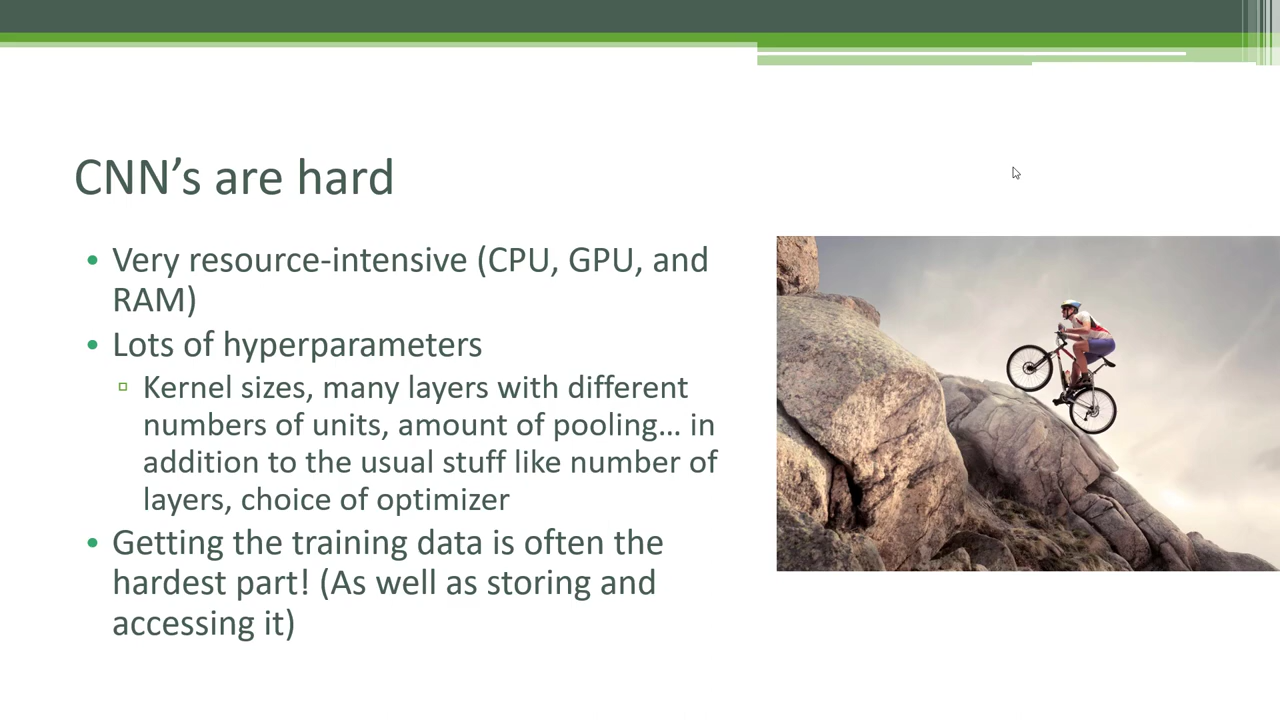 CNN’s are hard
• Very resource-intensive (CPU, GPU, and
RAM)
• Lots of hyperparameters
▫ Kernel sizes, many layers with different
numbers of units, amount of pooling… in
addition to the usual stuff like number of
layers, choice of optimizer
• Getting the training data is often the
hardest part! (As well as storing and
accessing it)